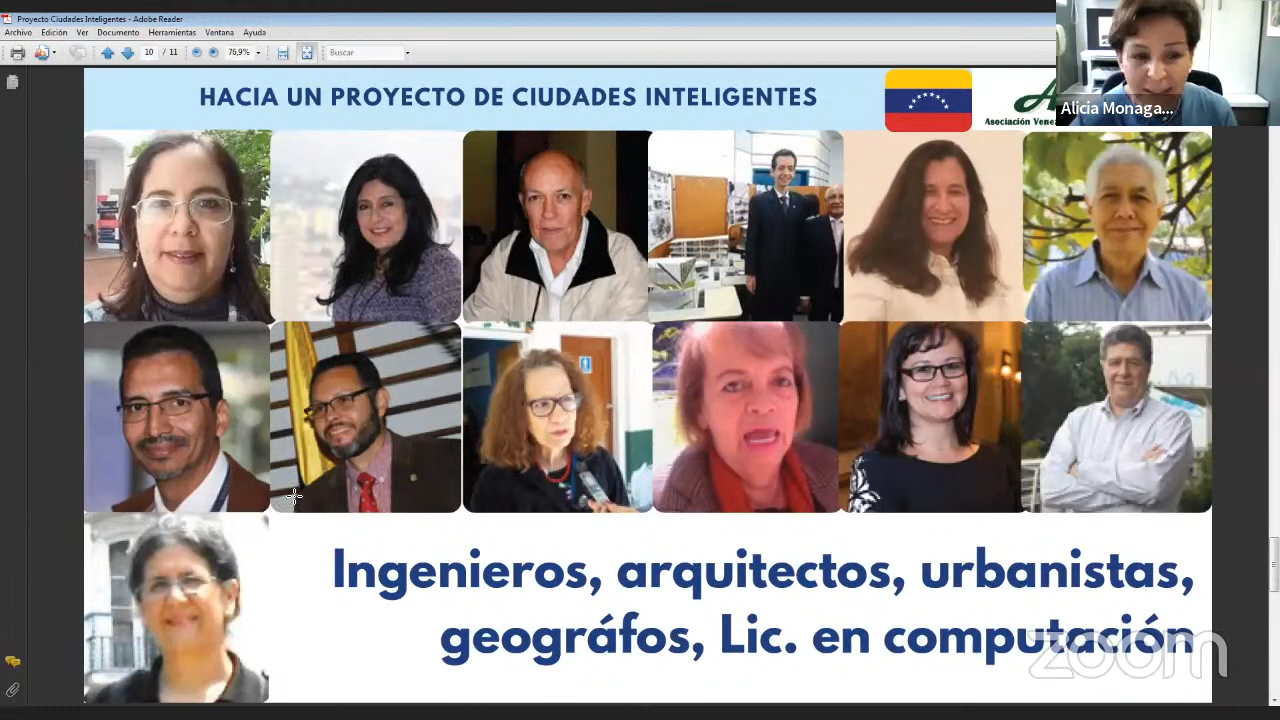 Proyecto Ciudades Inteligentes - Adobe Reader
Archivo Edición Ver Documento Herramientas Ventana Ayuda
10 / 11 76,9% Buscar
HACIA UN PROYECTO DE CIUDADES INTELIGENTES
Asociación
Alicia Monaga...
Ingenieros, arquitectos, urbanistas,
geográfos, Lic. en computación
zoom